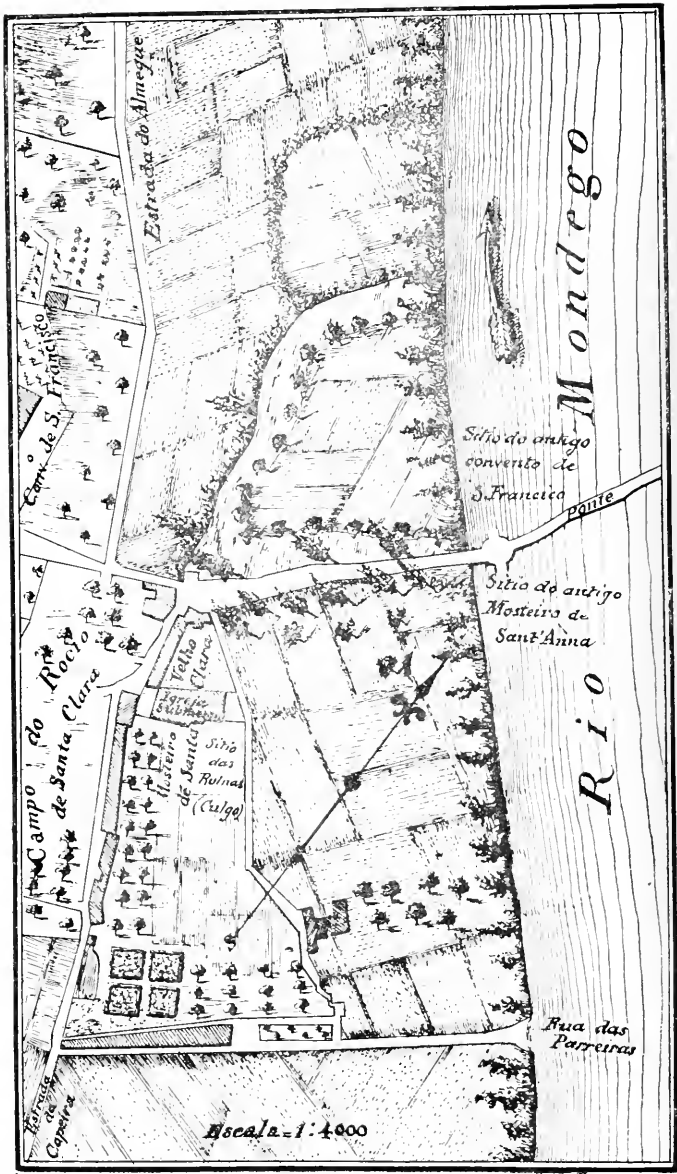 Estrada do Almegue
Rio Mondego
Conv.º de S. Francisco
Sitio do antigo
convento de
S. Francico
Ponte
Sitio do antigo
Mosteiro de
Sant'Anna
Campo do Rocio
de Santa Clara
Velho
Clara
Igreja
Mosteiro
de Santa
Sitio
das
Ruinas
(Culgo)
Rua das
Parreiras
Estrada
da
Capeira
Escala=1:4000